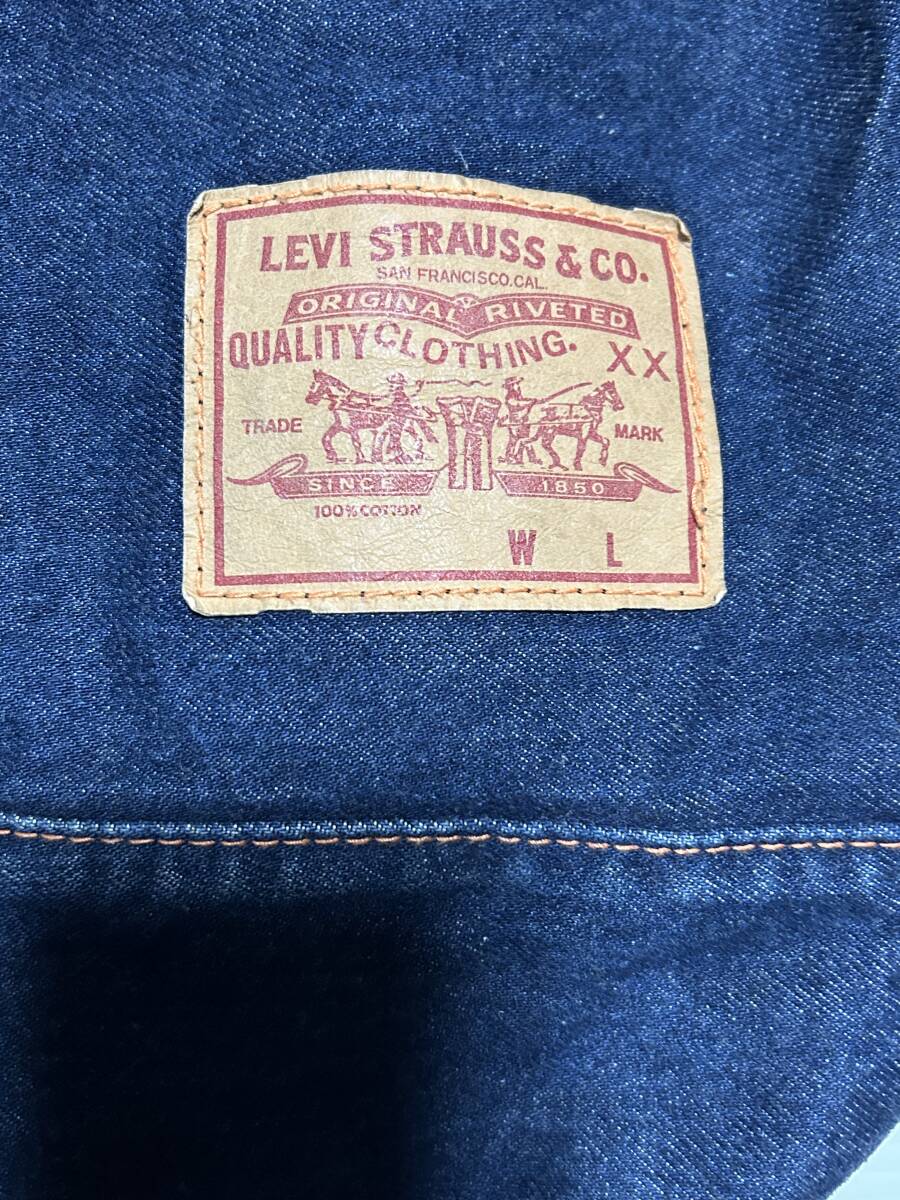 LEVI STRAUSS & CO.
SAN FRANCISCO.CAL.
ORIGINAL RIVETED
QUALITY CLOTHING. XX
TRADE MARK
SINCE 1850
100% COTTON
W L